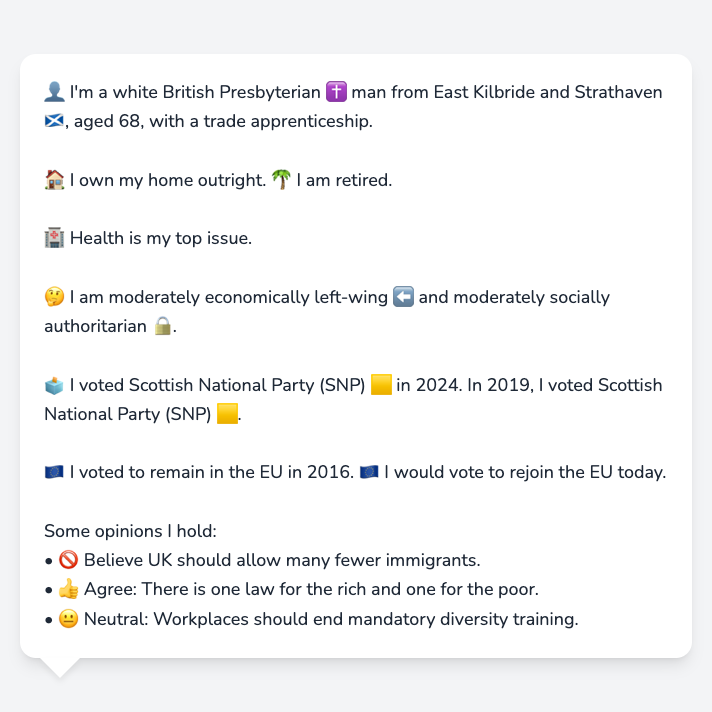 👤 I'm a white British Presbyterian ✝️ man from East Kilbride and Strathaven
🏴󠁧󠁢󠁳󠁣󠁴󠁿, aged 68, with a trade apprenticeship.
🏠 I own my home outright. 🌴 I am retired.
🏥 Health is my top issue.
🤔 I am moderately economically left-wing ⬅️ and moderately socially
authoritarian 🔒.
🗳️ I voted Scottish National Party (SNP) 🟨 in 2024. In 2019, I voted Scottish
National Party (SNP) 🟨.
🇪🇺 I voted to remain in the EU in 2016. 🇪🇺 I would vote to rejoin the EU today.
Some opinions I hold:
• 🚫 Believe UK should allow many fewer immigrants.
• 👍 Agree: There is one law for the rich and one for the poor.
• 😐 Neutral: Workplaces should end mandatory diversity training.